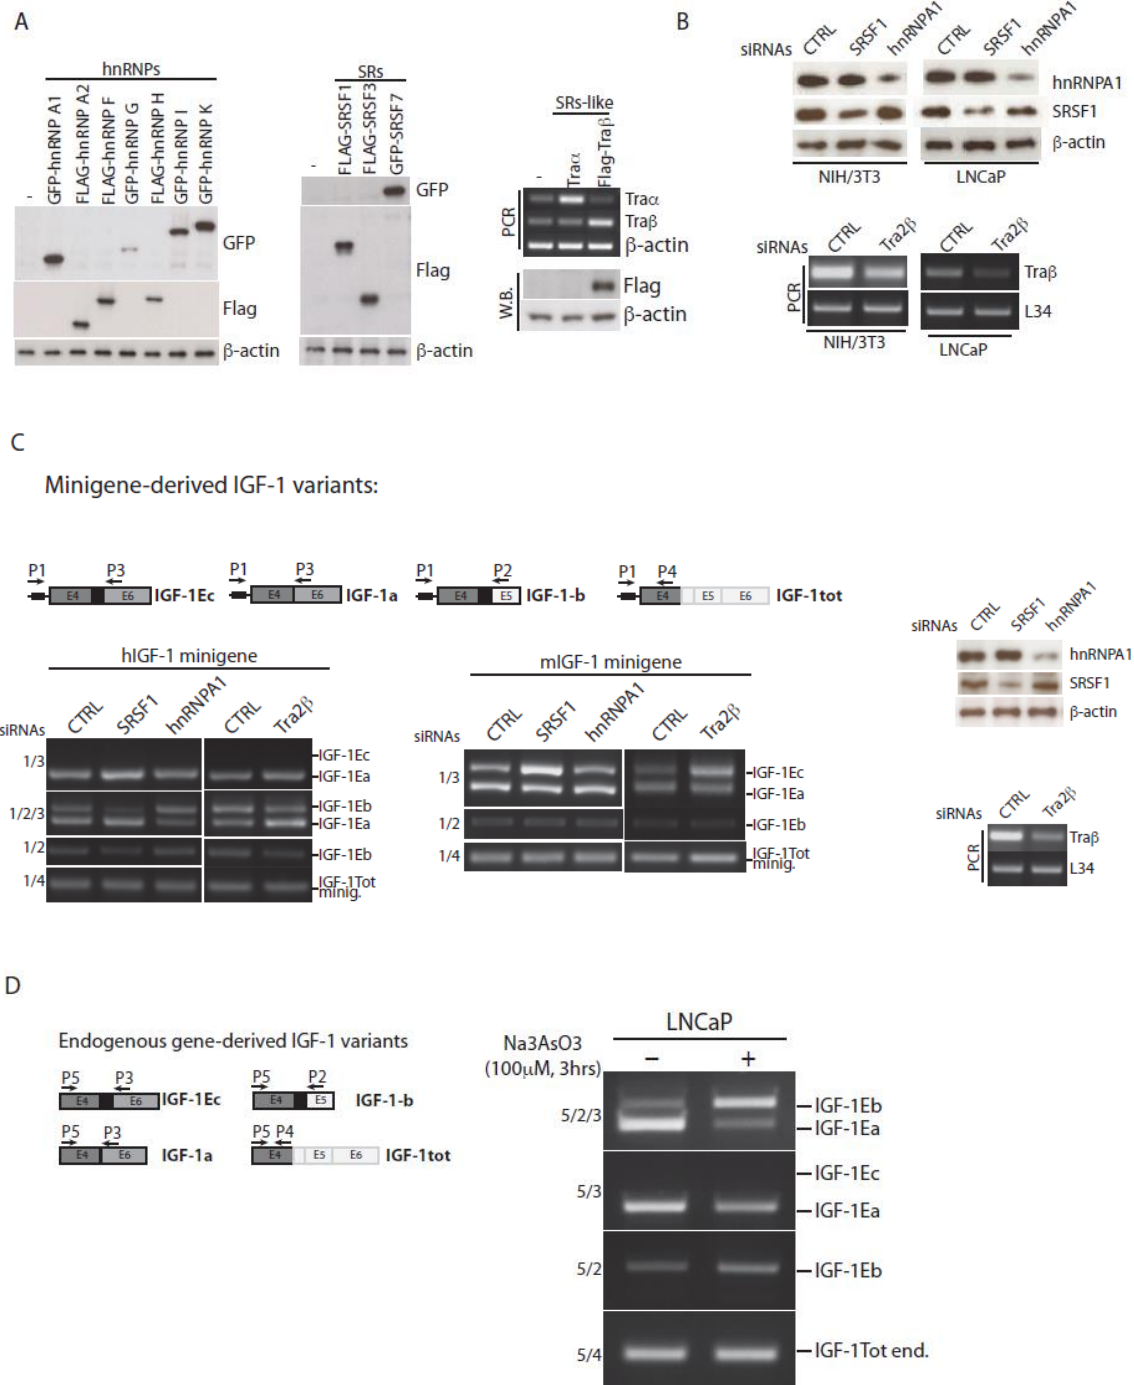 A
hnRNPs
-
GFP-hnRNP A1
FLAG-hnRNP A2
FLAG-hnRNP F
GFP-hnRNP G
FLAG-hnRNP H
GFP-hnRNP I
GFP-hnRNP K
GFP
Flag
β-actin
SRs
-
FLAG-SRSF1
FLAG-SRSF3
GFP-SRSF7
GFP
Flag
β-actin
SRs-like
-
Traα
Flag-Traβ
PCR
Traα
Traβ
β-actin
W.B.
Flag
β-actin
B
siRNAs
CTRL
SRSF1
hnRNPA1
CTRL
SRSF1
hnRNPA1
hnRNPA1
SRSF1
β-actin
NIH/3T3
LNCaP
siRNAs
CTRL
Tra2β
CTRL
Tra2β
PCR
Traβ
L34
NIH/3T3
LNCaP
C
Minigene-derived IGF-1 variants:
P1 P3
E4 E6 IGF-1Ec
P1 P3
E4 E6 IGF-1a
P1 P2
E4 E5 IGF-1-b
P1 P4
E4 E5 E6 IGF-1tot
hIGF-1 minigene
siRNAs
CTRL
SRSF1
hnRNPA1
CTRL
Tra2β
1/3
IGF-1Ec
IGF-1Ea
1/2/3
IGF-1Eb
IGF-1Ea
1/2
IGF-1Eb
1/4
IGF-1Tot
minig.
mIGF-1 minigene
siRNAs
CTRL
SRSF1
hnRNPA1
CTRL
Tra2β
1/3
IGF-1Ec
IGF-1Ea
1/2
IGF-1Eb
1/4
IGF-1Tot
minig.
siRNAs
CTRL
SRSF1
hnRNPA1
hnRNPA1
SRSF1
β-actin
siRNAs
CTRL
Tra2β
PCR
Traβ
L34
D
Endogenous gene-derived IGF-1 variants
P5 P3
E4 E6 IGF-1Ec
P5 P2
E4 E5 IGF-1-b
P5 P3
E4 E6 IGF-1a
P5 P4
E4 E5 E6 IGF-1tot
LNCaP
Na3AsO3
(100μM, 3hrs)
− +
5/2/3
IGF-1Eb
IGF-1Ea
5/3
IGF-1Ec
IGF-1Ea
5/2
IGF-1Eb
5/4
IGF-1Tot end.